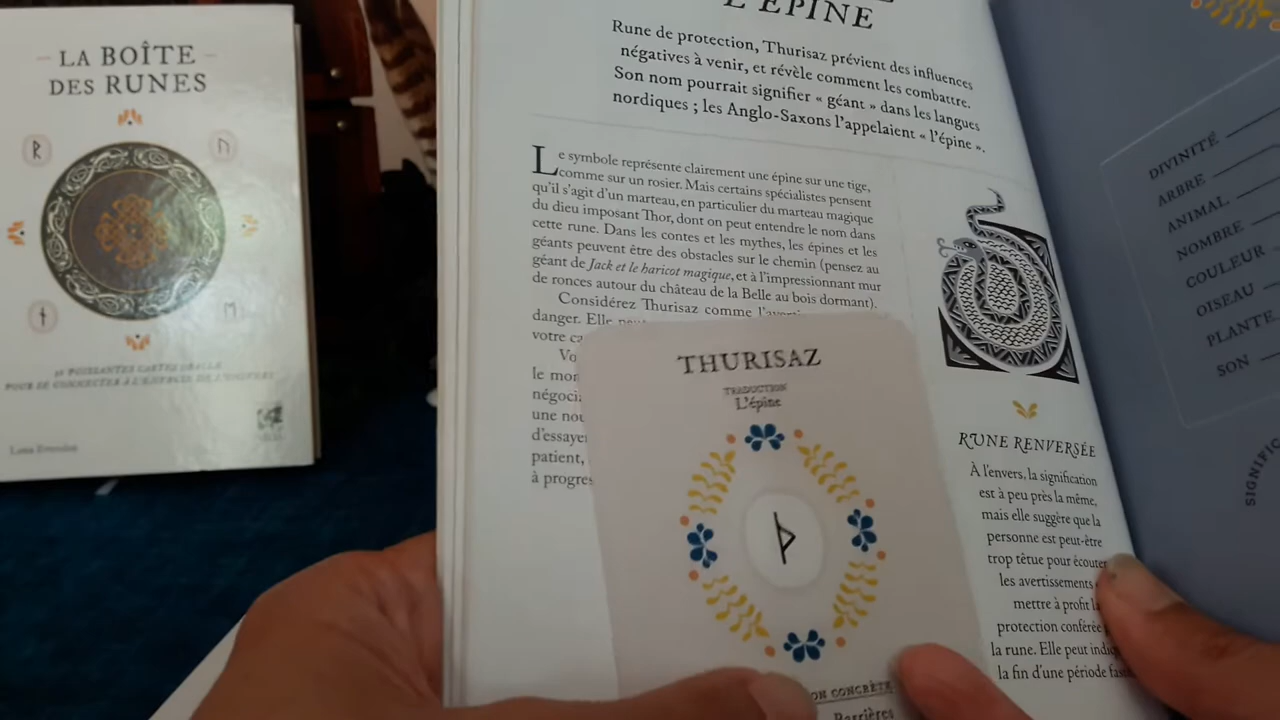 LA BOÎTE
DES RUNES
L'ÉPINE
Rune de protection, Thurisaz prévient des influences
négatives à venir, et révèle comment les combattre.
Son nom pourrait signifier « géant » dans les langues
nordiques ; les Anglo-Saxons l'appelaient « l'épine ».
Le symbole représente clairement une épine sur une tige,
comme sur un rosier. Mais certains spécialistes pensent
qu'il s'agit d'un marteau, en particulier du marteau magique
du dieu imposant Thor, dont on peut entendre le nom dans
cette rune. Dans les contes et les mythes, les épines et les
géants peuvent être des obstacles sur le chemin (pensez au
géant de Jack et le haricot magique, et à l'impressionnant mur
de ronces autour du château de la Belle au bois dormant).
Considérez Thurisaz comme
danger. Elle
votre
Vo
le
une
patient,
à
THURISAZ
TRADUCTION
L'épine
CONCRÈTE
Barrières
RUNE RENVERSÉE
À l'envers, la signification
est à peu près la même,
mais elle suggère que la
personne est peut-être
trop têtue pour écouter
les avertissements
mettre à profit
protection conférée
la rune. Elle peut
la fin d'une période
DIVINITÉ
ARBRE
ANIMAL
NOMBRE
COULEUR
OISEAU
PLANTE
SON